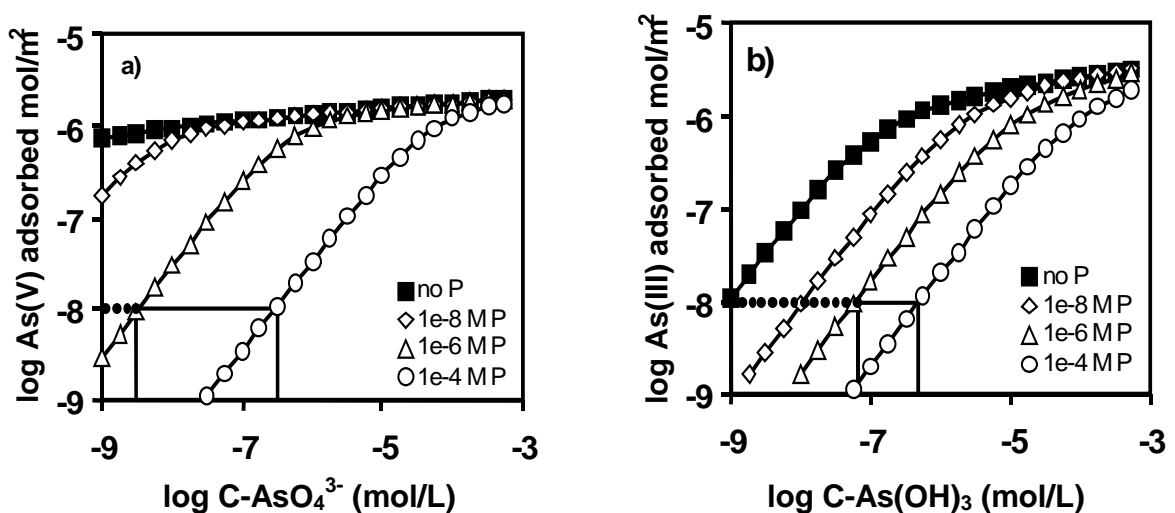 a)
log As(V) adsorbed mol/m²
-5
-6
-7
-8
-9
no P
1e-8 M P
1e-6 M P
1e-4 M P
-9 -7 -5 -3
log C-AsO₄³⁻ (mol/L)
b)
log As(III) adsorbed mol/m²
-5
-6
-7
-8
-9
no P
1e-8 M P
1e-6 M P
1e-4 M P
-9 -7 -5 -3
log C-As(OH)₃ (mol/L)